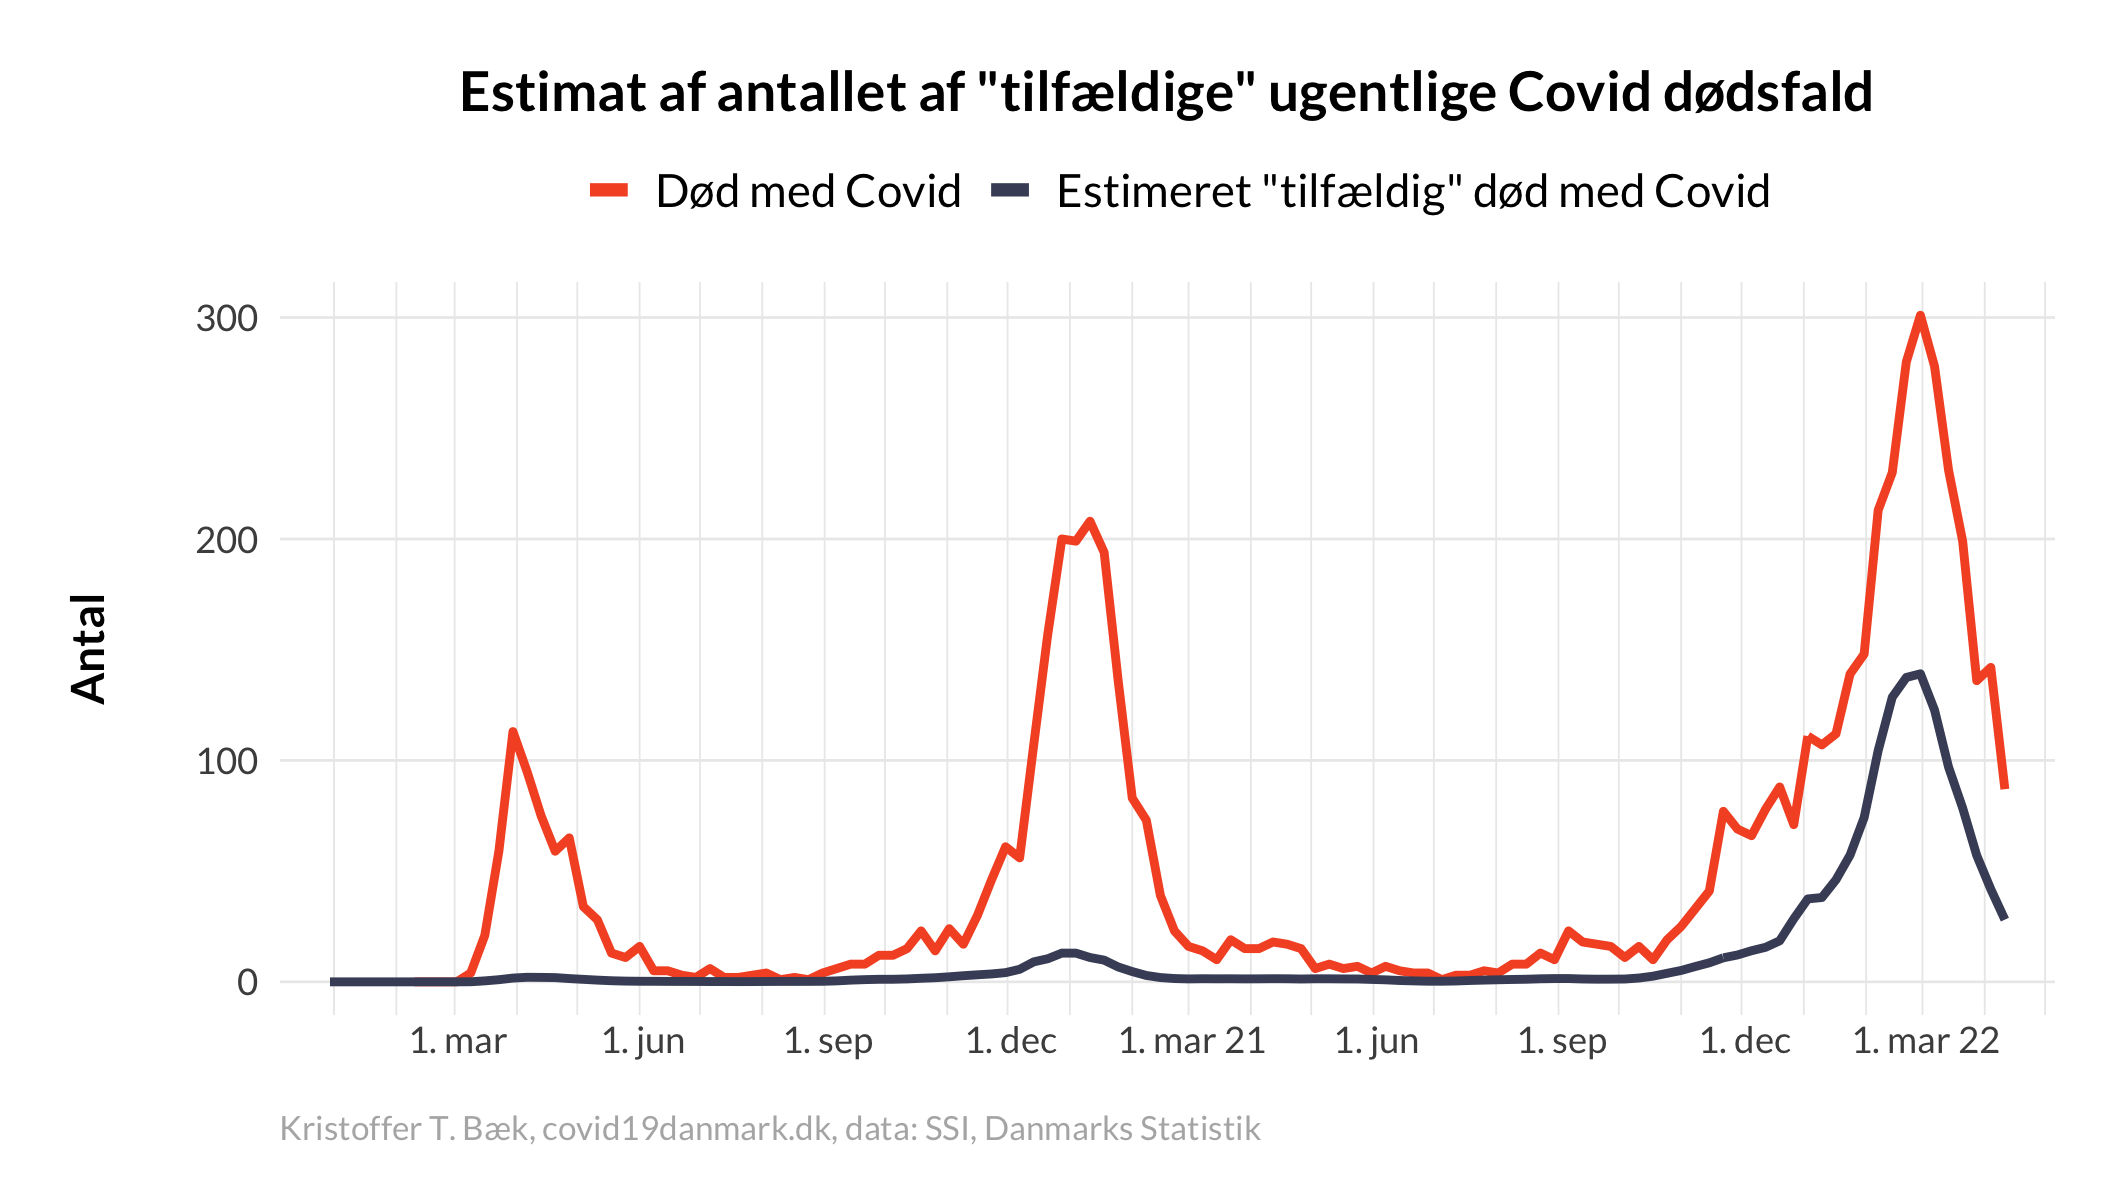 Estimat af antallet af "tilfældige" ugentlige Covid dødsfald
Død med Covid Estimeret "tilfældig" død med Covid
Antal
300
200
100
0
1. mar 1. jun 1. sep 1. dec 1. mar 21 1. jun 1. sep 1. dec 1. mar 22
Kristoffer T. Bæk, covid19danmark.dk, data: SSI, Danmarks Statistik